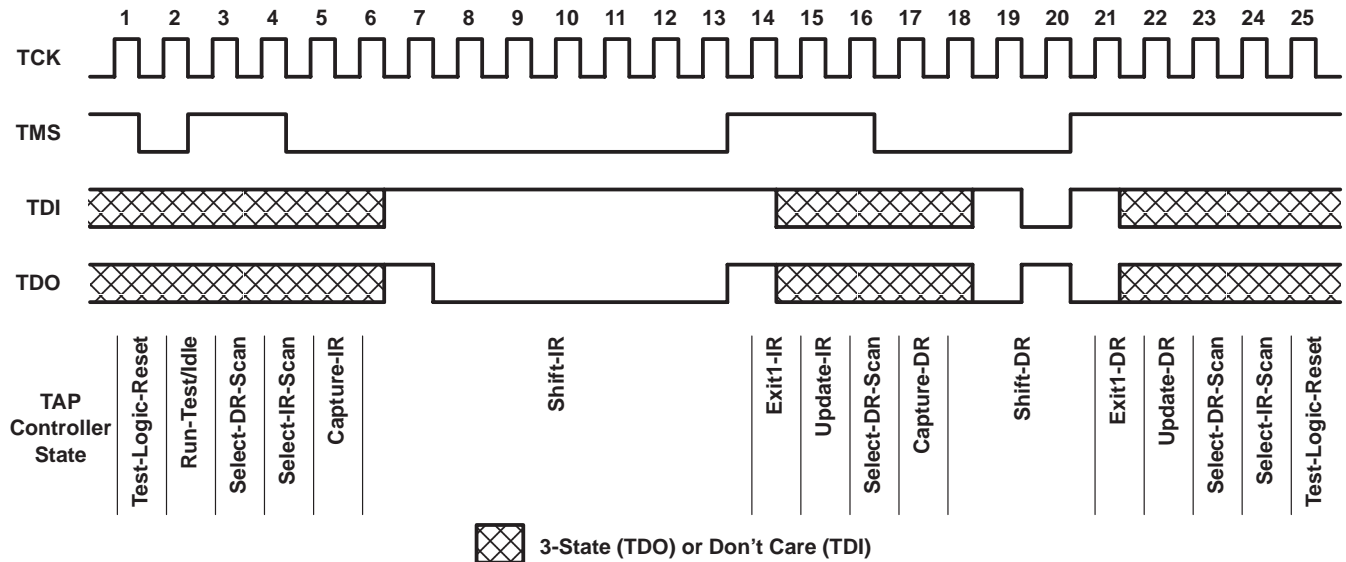 1 2 3 4 5 6 7 8 9 10 11 12 13 14 15 16 17 18 19 20 21 22 23 24 25
TCK
TMS
TDI
TDO
TAP
Controller
State
Test-Logic-Reset
Run-Test/Idle
Select-DR-Scan
Select-IR-Scan
Capture-IR
Shift-IR
Exit1-IR
Update-IR
Select-DR-Scan
Capture-DR
Shift-DR
Exit1-DR
Update-DR
Select-DR-Scan
Select-IR-Scan
Test-Logic-Reset
3-State (TDO) or Don't Care (TDI)